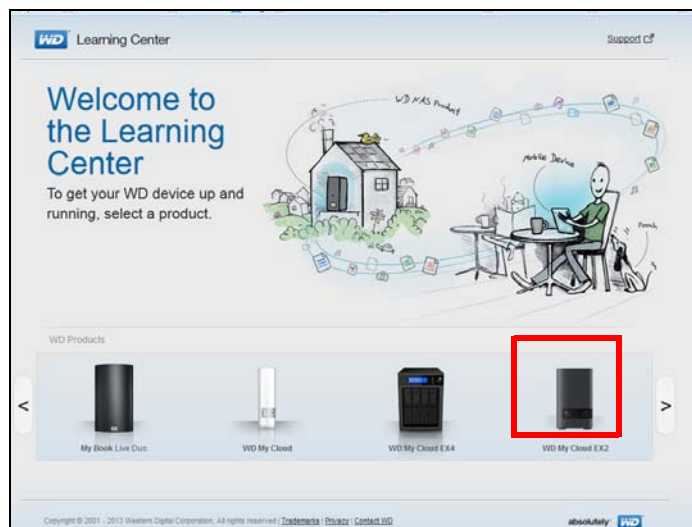 WD Learning Center
Support
Welcome to
the Learning
Center
To get your WD device up and
running, select a product.
WD NAS Product
Mobile Device
Pooch
WD Products
<
>
My Book Live Duo
WD My Cloud
WD My Cloud EX4
WD My Cloud EX2
Copyright © 2001 - 2013 Western Digital Corporation. All rights reserved | Trademarks | Privacy | Contact WD
absolutely WD